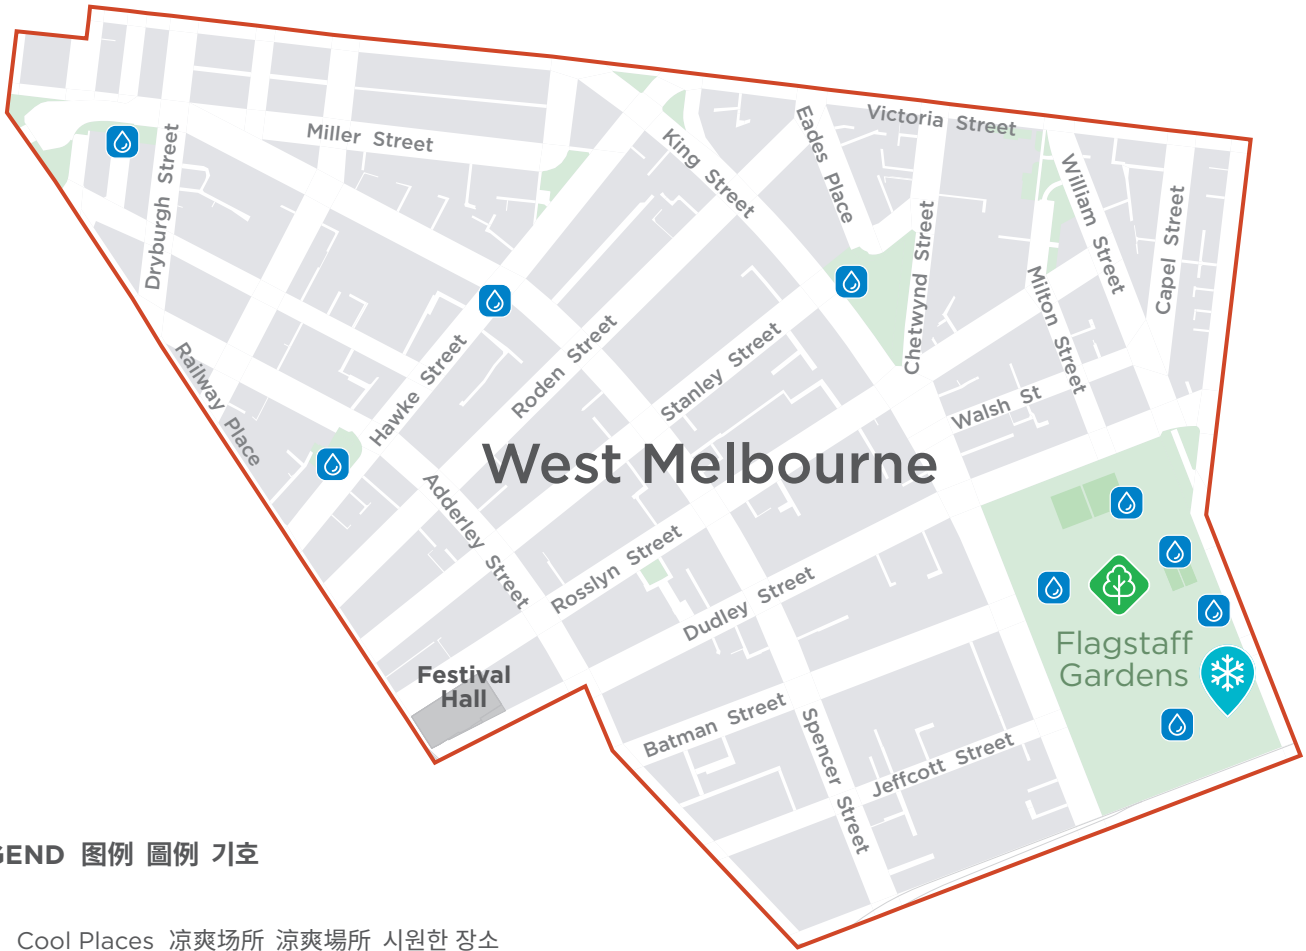 Victoria Street
Eades Place
Miller Street
King Street
Dryburgh Street
William Street
Capel Street
Chetwynd Street
Milton Street
Railway Place
Hawke Street
Roden Street
Stanley Street
Walsh St
West Melbourne
Adderley Street
Rosslyn Street
Dudley Street
Flagstaff
Gardens
Festival
Hall
Batman Street
Spencer Street
Jeffcott Street
GEND 图例 圖例 기호
Cool Places 凉爽场所 涼爽場所 시원한 장소